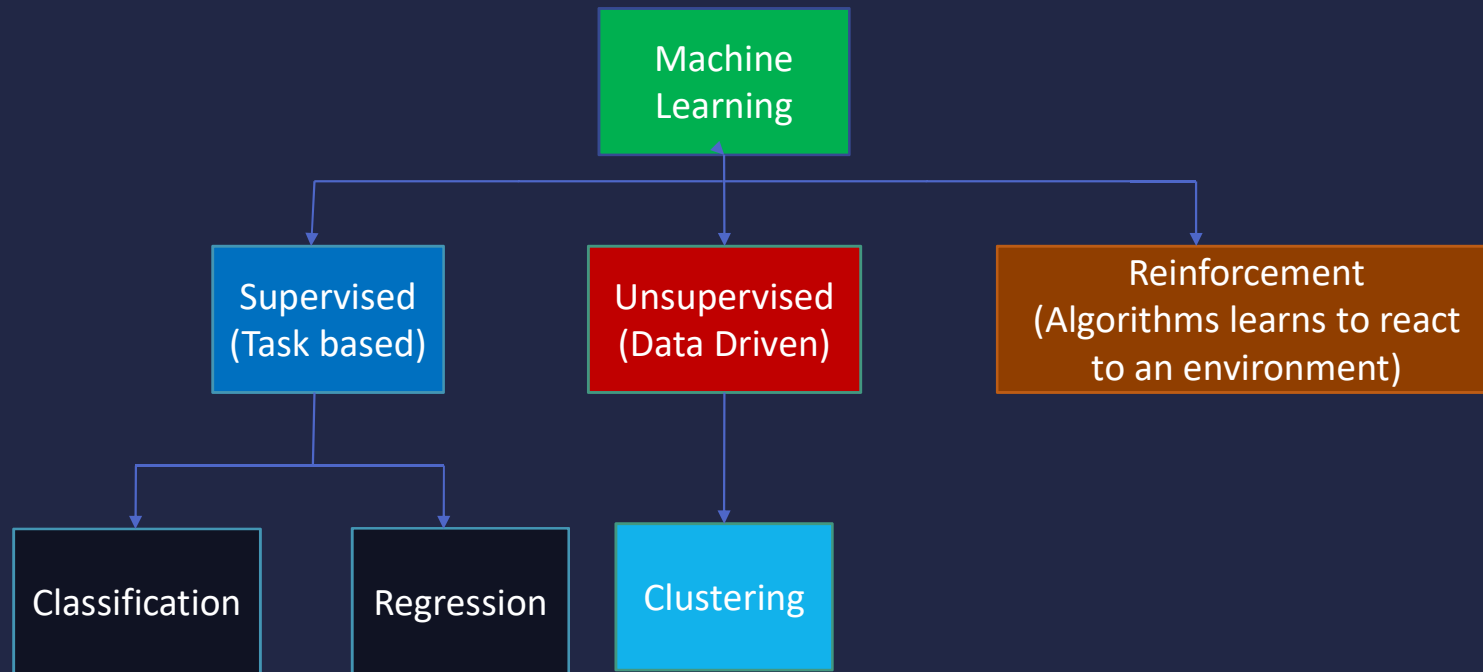 Machine
Learning
Supervised
(Task based)
Unsupervised
(Data Driven)
Reinforcement
(Algorithms learns to react
to an environment)
Classification
Regression
Clustering